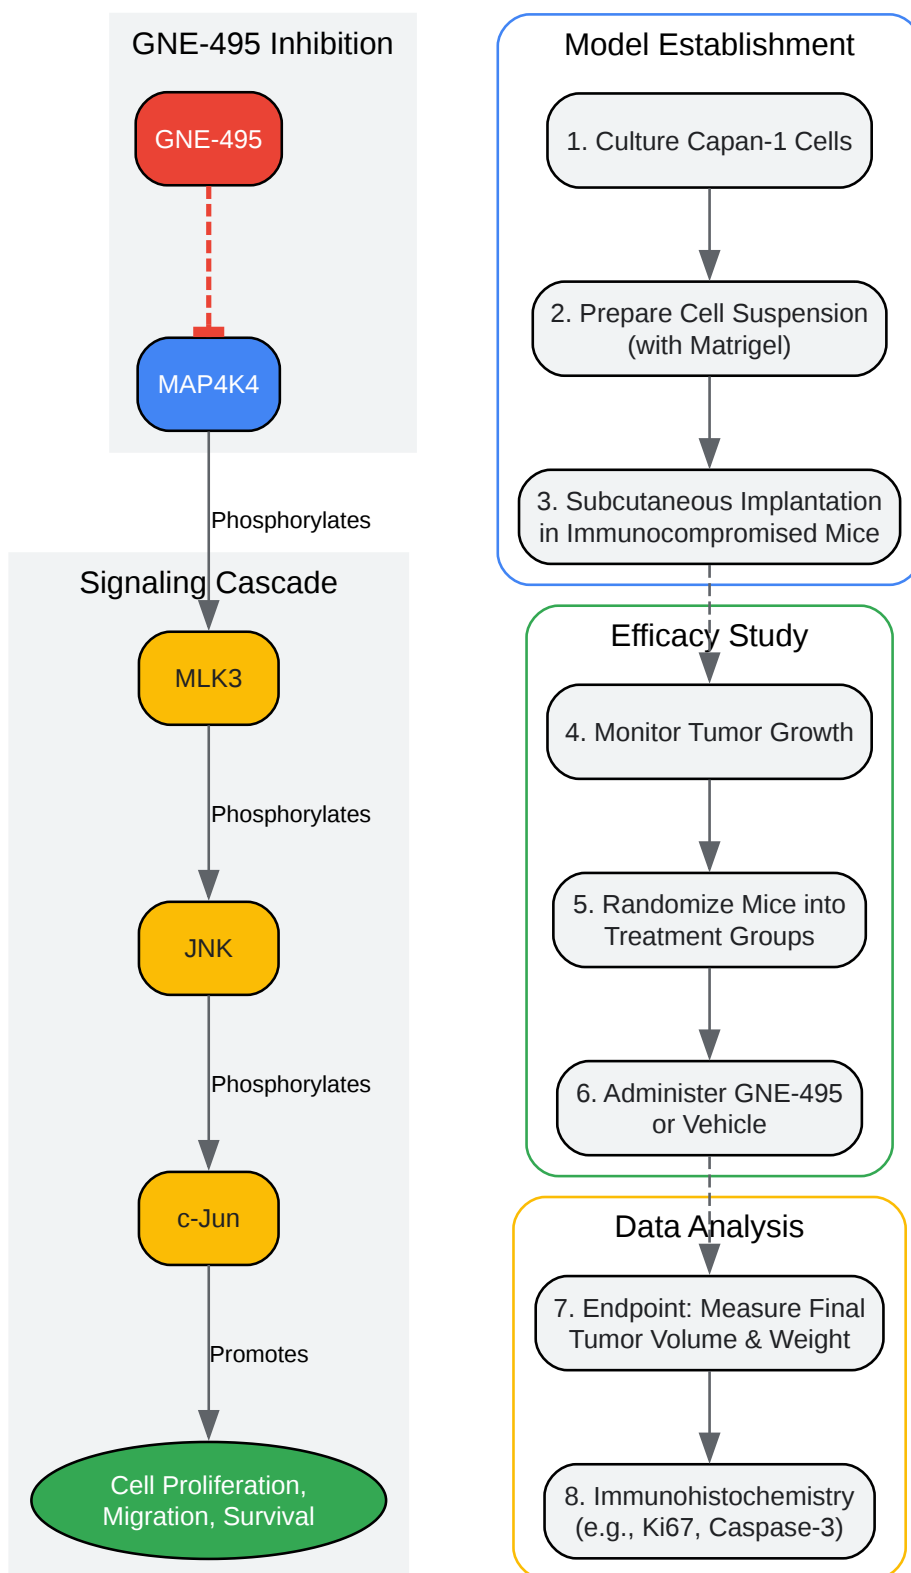 GNE-495 Inhibition
GNE-495
MAP4K4
Phosphorylates
Signaling Cascade
MLK3
Phosphorylates
JNK
Phosphorylates
c-Jun
Promotes
Cell Proliferation,
Migration, Survival
Model Establishment
1. Culture Capan-1 Cells
2. Prepare Cell Suspension
(with Matrigel)
3. Subcutaneous Implantation
in Immunocompromised Mice
Efficacy Study
4. Monitor Tumor Growth
5. Randomize Mice into
Treatment Groups
6. Administer GNE-495
or Vehicle
Data Analysis
7. Endpoint: Measure Final
Tumor Volume & Weight
8. Immunohistochemistry
(e.g., Ki67, Caspase-3)